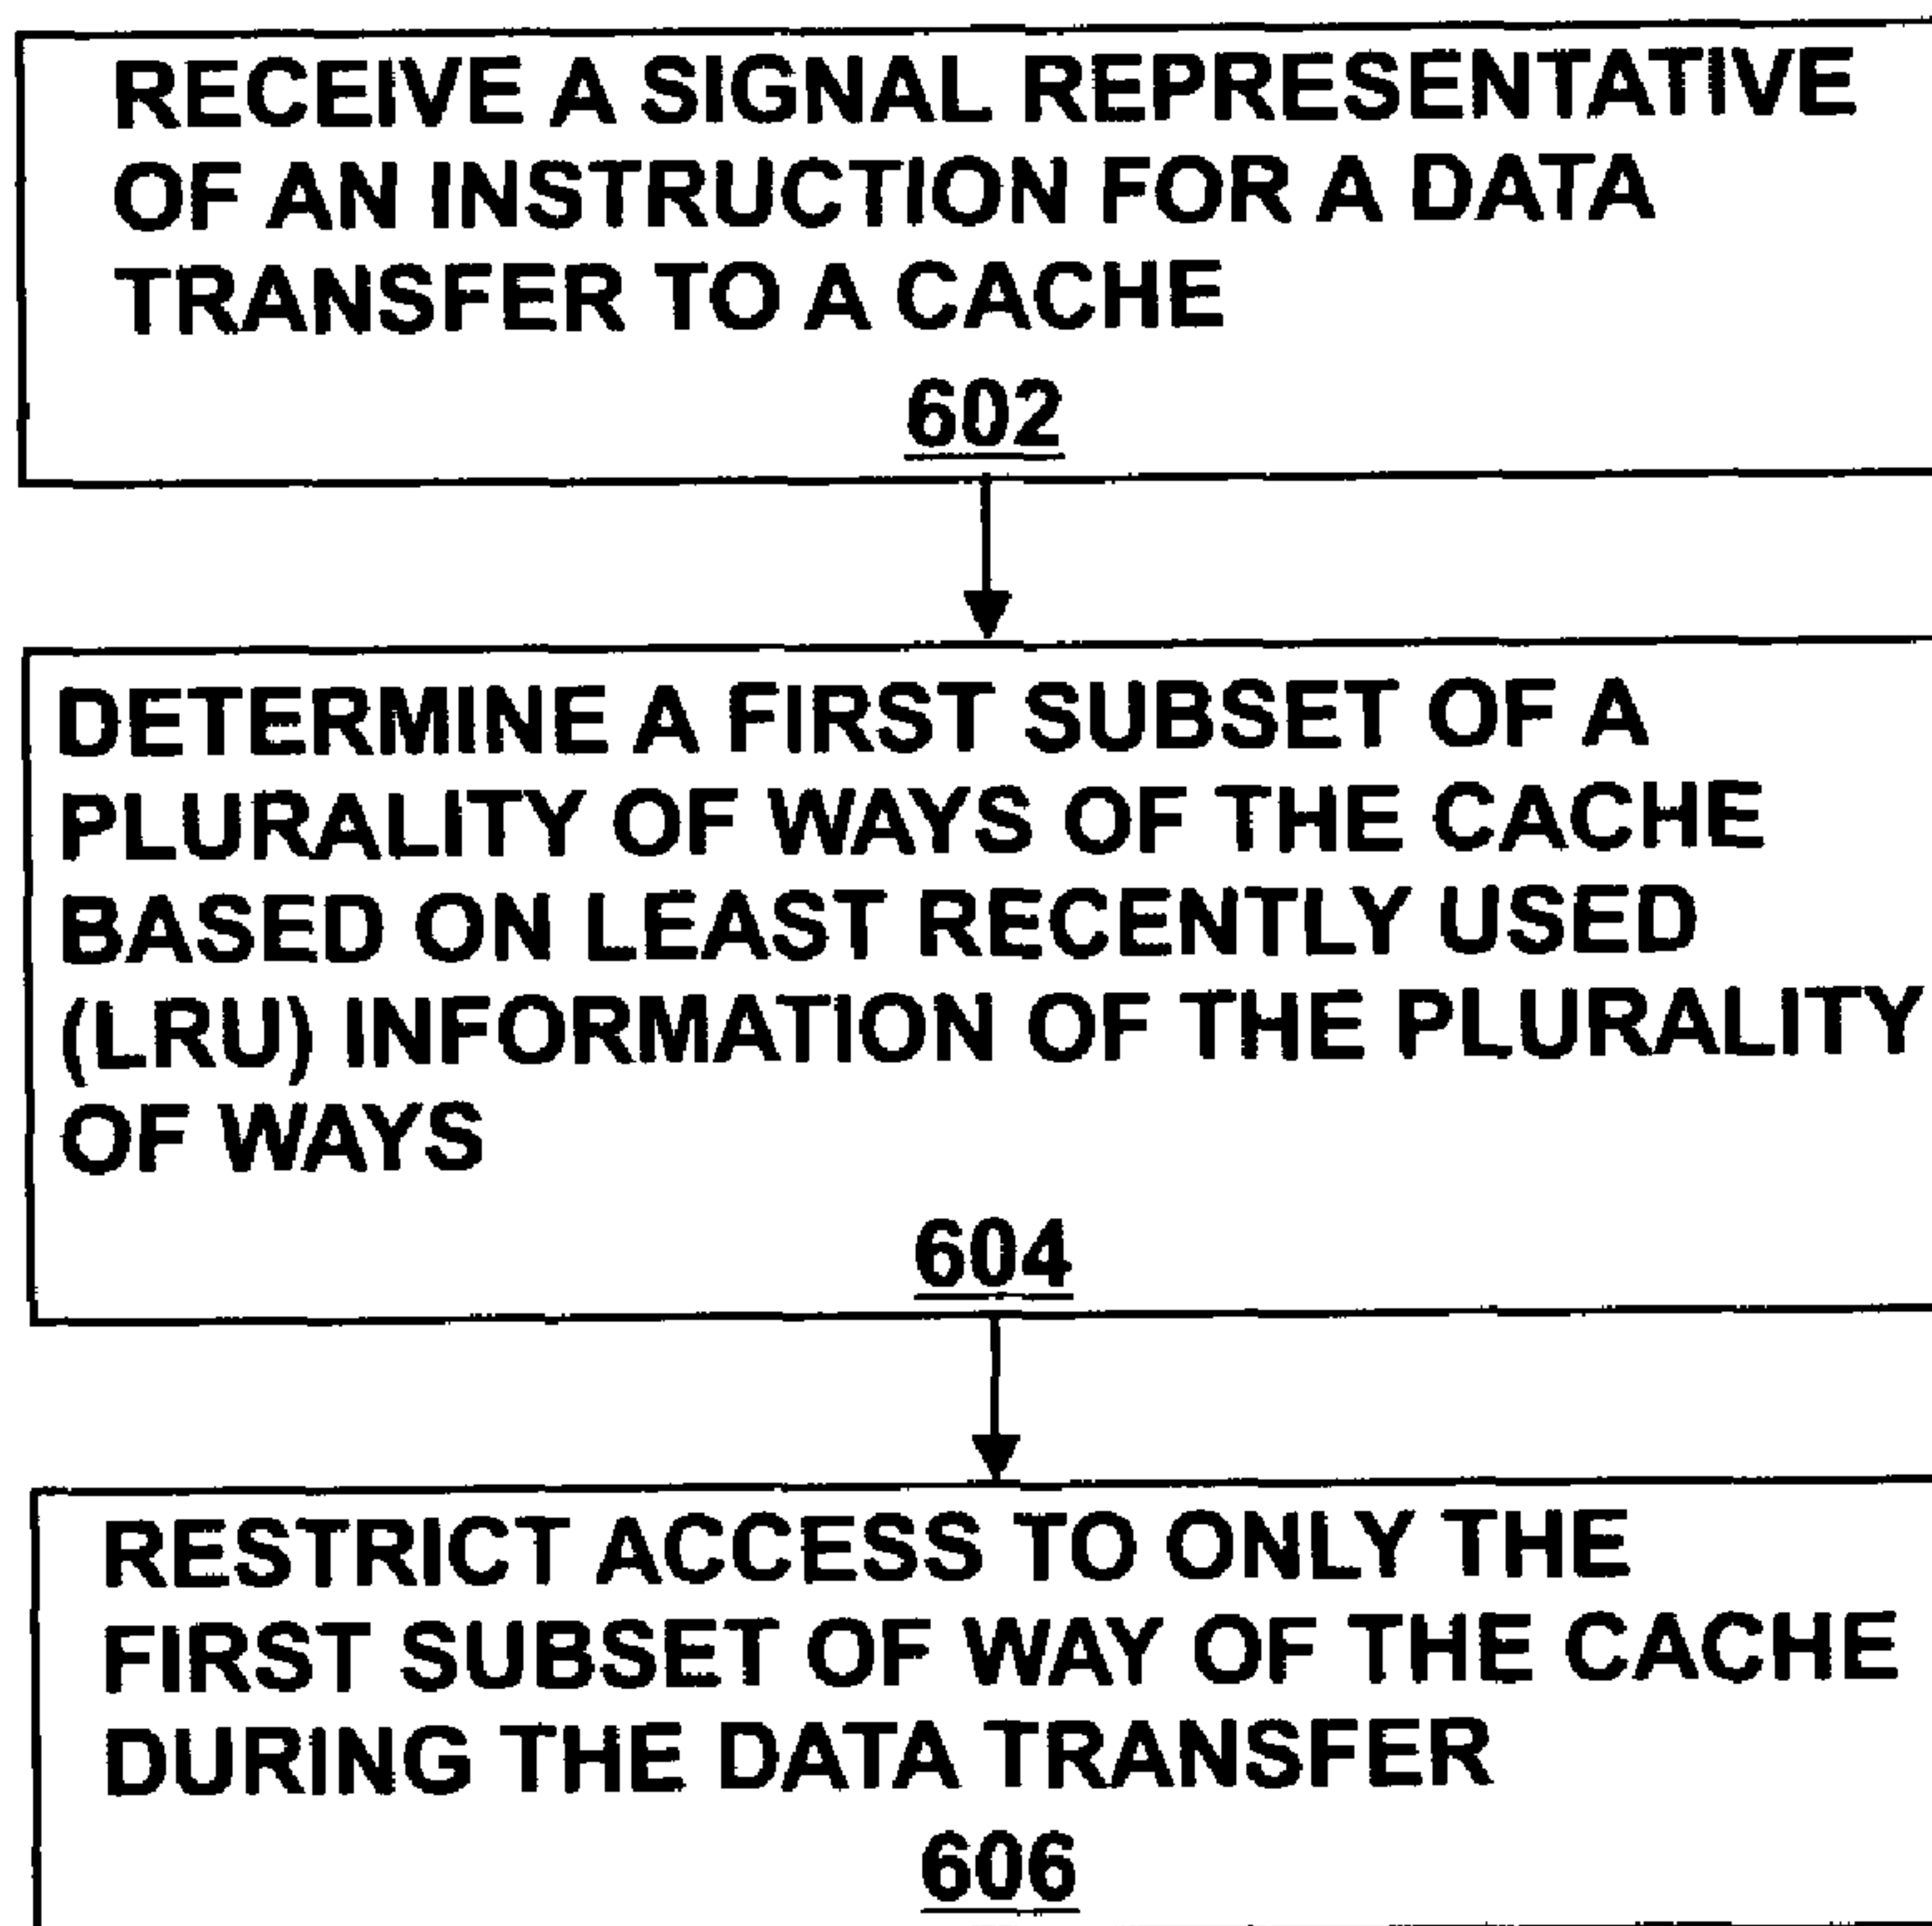 RECEIVE A SIGNAL REPRESENTATIVE
OF AN INSTRUCTION FOR A DATA
TRANSFER TO A CACHE
602
DETERMINE A FIRST SUBSET OF A
PLURALITY OF WAYS OF THE CACHE
BASED ON LEAST RECENTLY USED
(LRU) INFORMATION OF THE PLURALITY
OF WAYS
604
RESTRICT ACCESS TO ONLY THE
FIRST SUBSET OF WAY OF THE CACHE
DURING THE DATA TRANSFER
606